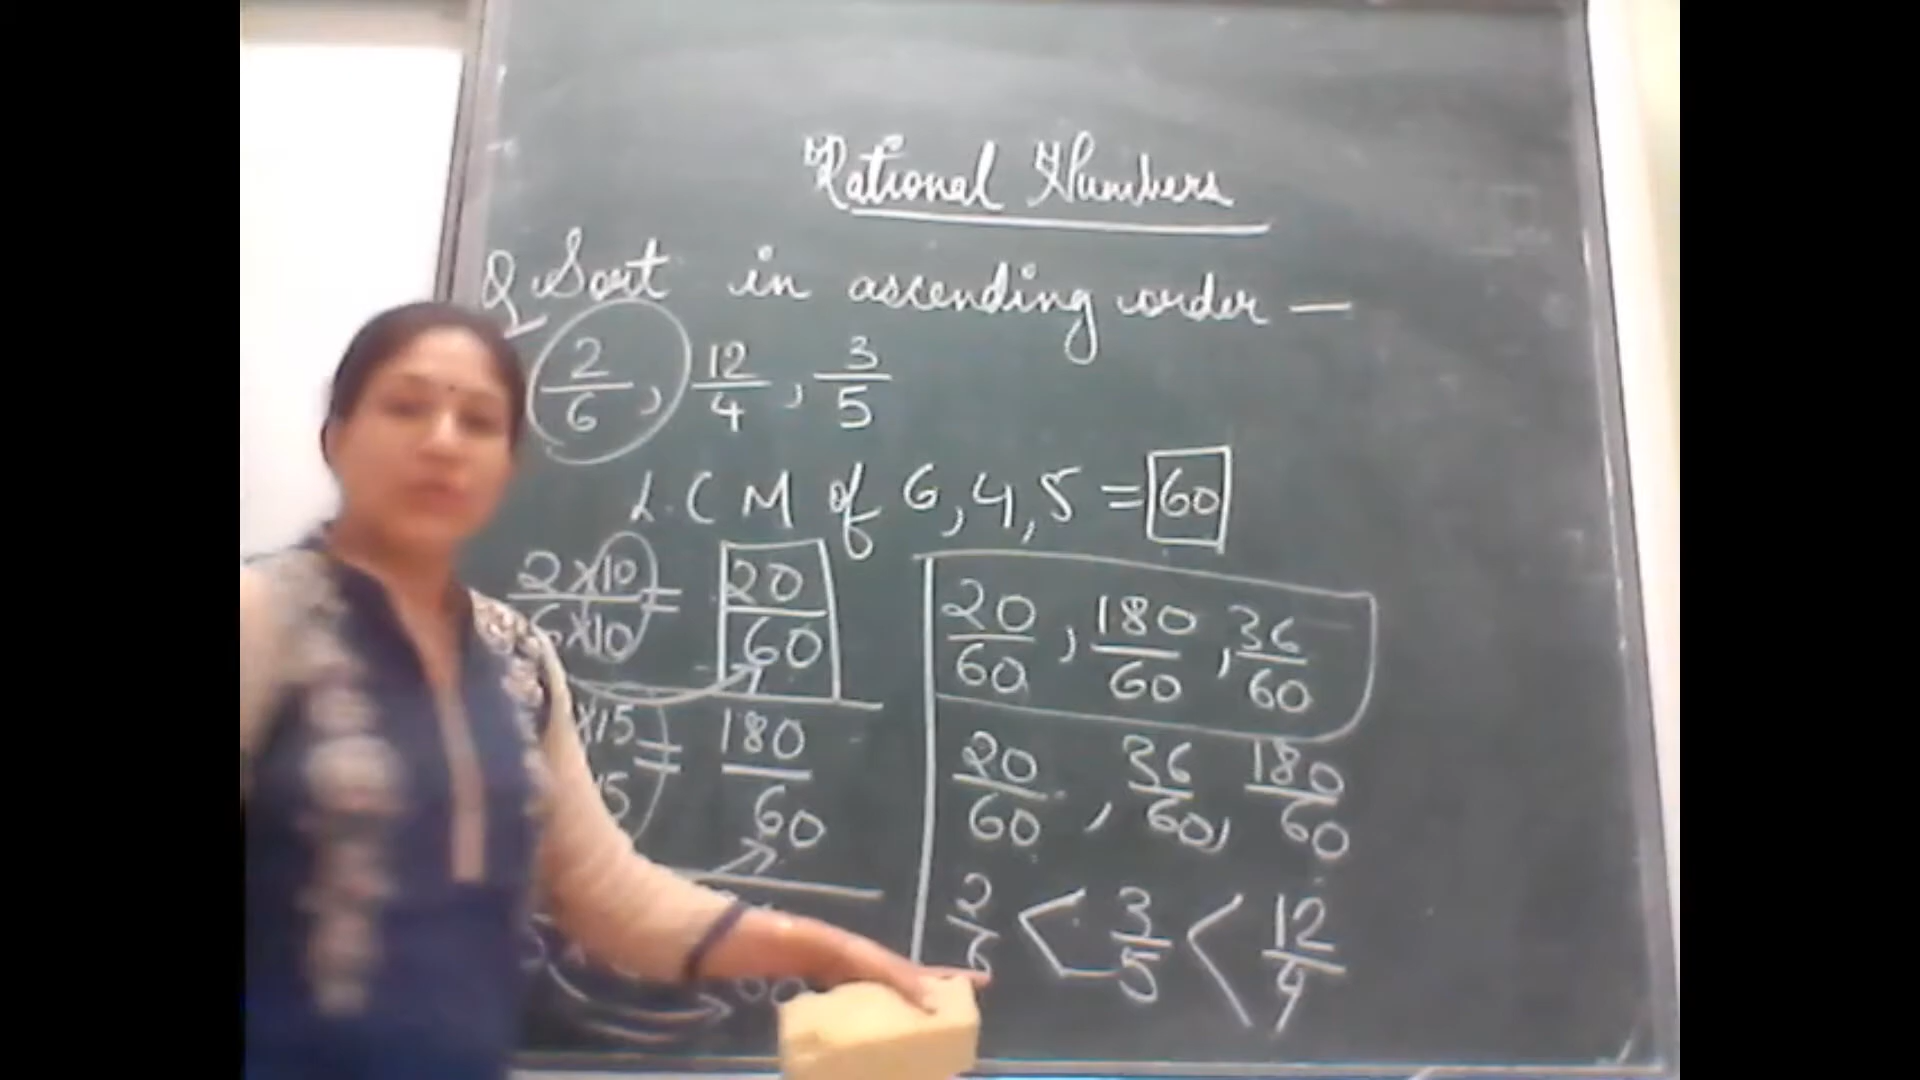 Rational Numbers
Q Sort in ascending order —
2/6, 12/4, 3/5
L.C M of 6, 4, 5 = 60
2×10/6×10 = 20/60
×15/5 = 180/60
20/60, 180/60, 36/60
20/60, 36/60, 180/60
2/6 < 3/5 < 12/4